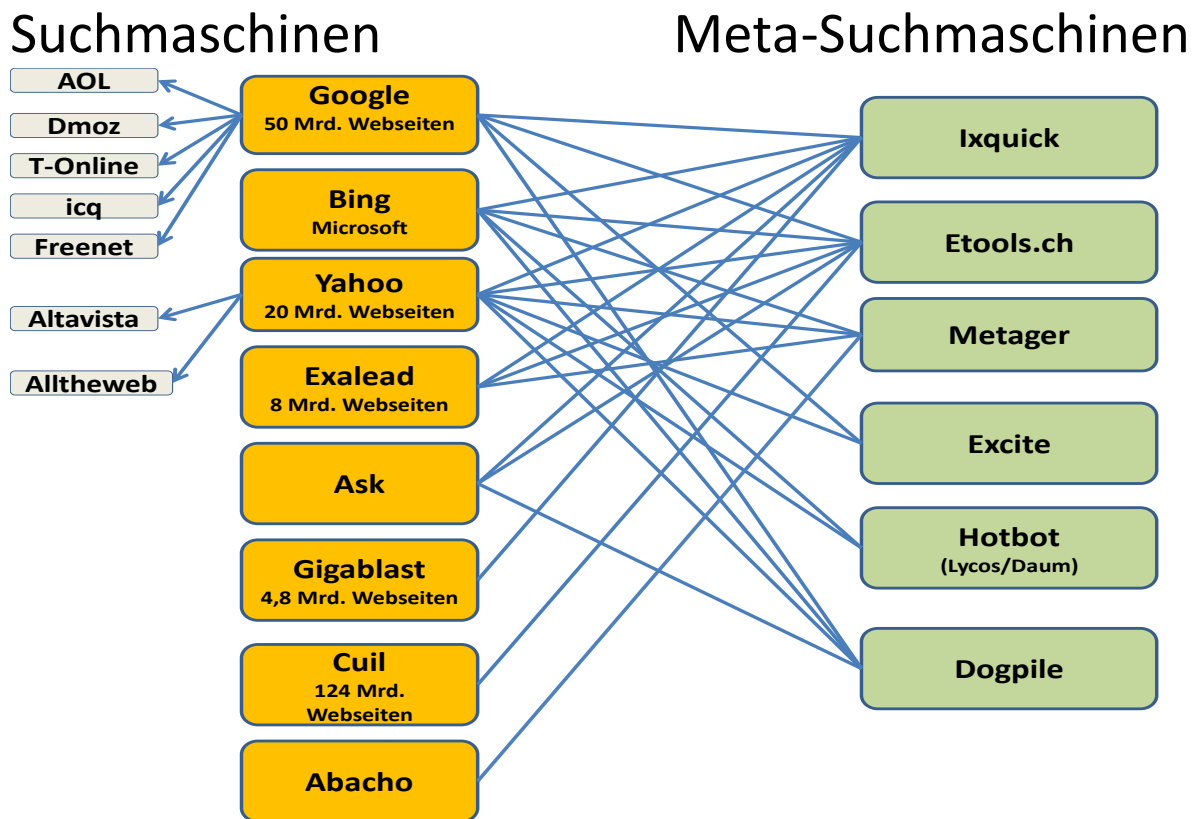 Suchmaschinen
Meta-Suchmaschinen
AOL
Dmoz
T-Online
icq
Freenet
Altavista
Alltheweb
Google
50 Mrd. Webseiten
Bing
Microsoft
Yahoo
20 Mrd. Webseiten
Exalead
8 Mrd. Webseiten
Ask
Gigablast
4,8 Mrd. Webseiten
Cuil
124 Mrd.
Webseiten
Abacho
Ixquick
Etools.ch
Metager
Excite
Hotbot
(Lycos/Daum)
Dogpile